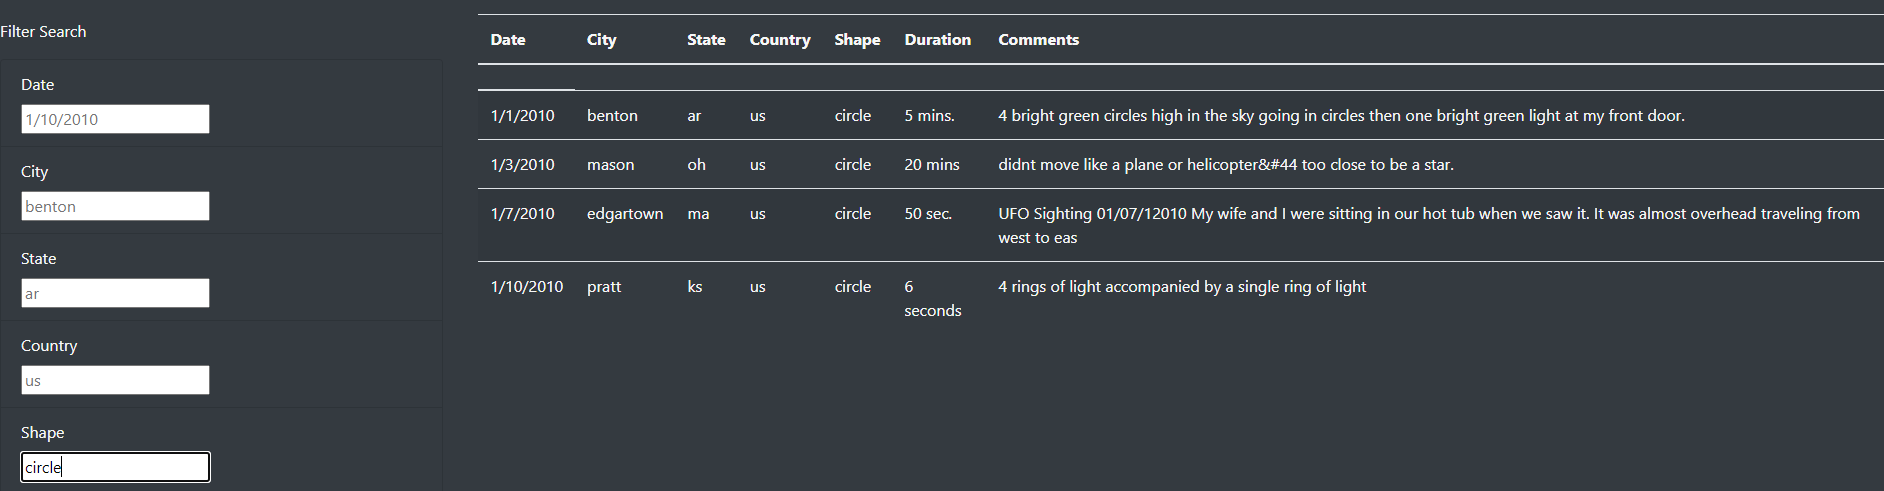 Filter Search
Date
1/10/2010
City
benton
State
ar
Country
us
Shape
circle
Date City State Country Shape Duration Comments
1/1/2010 benton ar us circle 5 mins. 4 bright green circles high in the sky going in circles then one bright green light at my front door.
1/3/2010 mason oh us circle 20 mins didnt move like a plane or helicopter&#44 too close to be a star.
1/7/2010 edgartown ma us circle 50 sec. UFO Sighting 01/07/12010 My wife and I were sitting in our hot tub when we saw it. It was almost overhead traveling from
west to eas
1/10/2010 pratt ks us circle 6 4 rings of light accompanied by a single ring of light
seconds